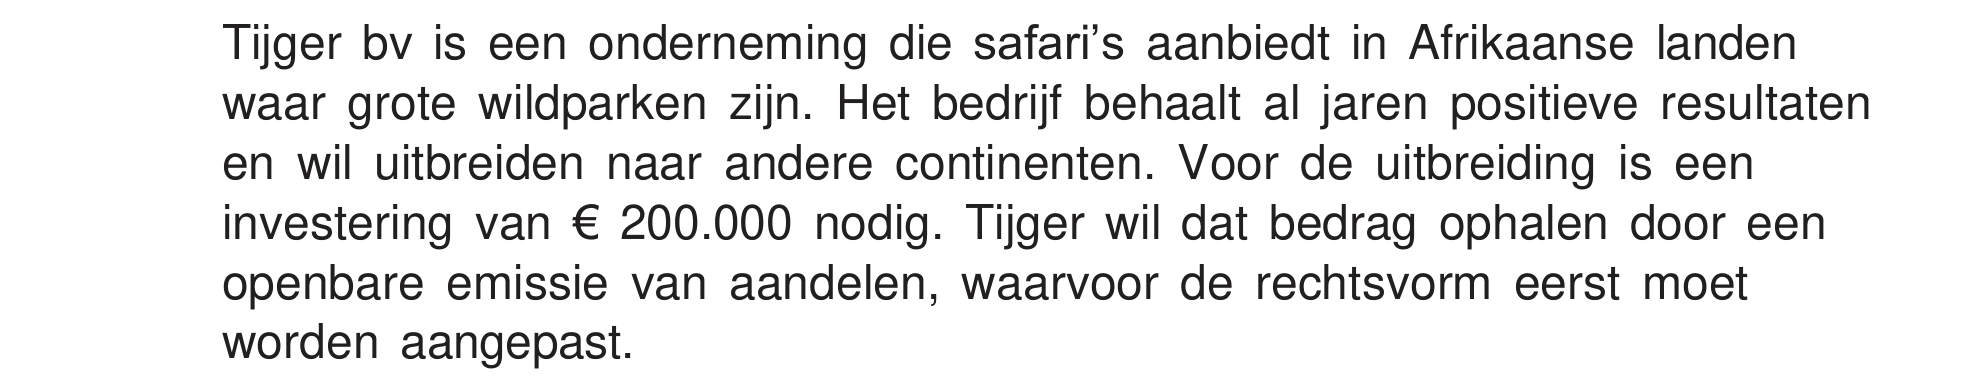 Tijger bv is een onderneming die safari’s aanbiedt in Afrikaanse landen
waar grote wildparken zijn. Het bedrijf behaalt al jaren positieve resultaten
en wil uitbreiden naar andere continenten. Voor de uitbreiding is een
investering van € 200.000 nodig. Tijger wil dat bedrag ophalen door een
openbare emissie van aandelen, waarvoor de rechtsvorm eerst moet
worden aangepast.